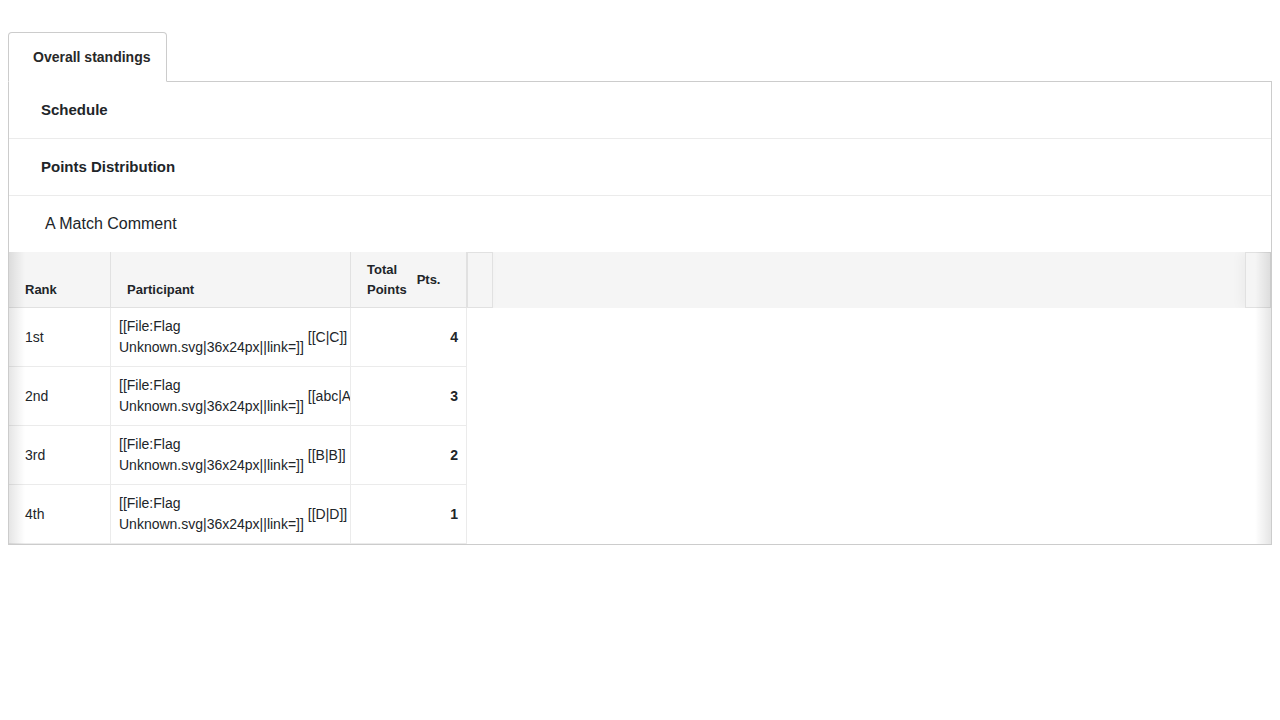 Overall standings
Schedule
Points Distribution
A Match Comment
Rank Participant Total Points Pts.
1st [[File:Flag Unknown.svg|36x24px||link=]] [[C|C]] 4
2nd [[File:Flag Unknown.svg|36x24px||link=]] [[abc|A 3
3rd [[File:Flag Unknown.svg|36x24px||link=]] [[B|B]] 2
4th [[File:Flag Unknown.svg|36x24px||link=]] [[D|D]] 1